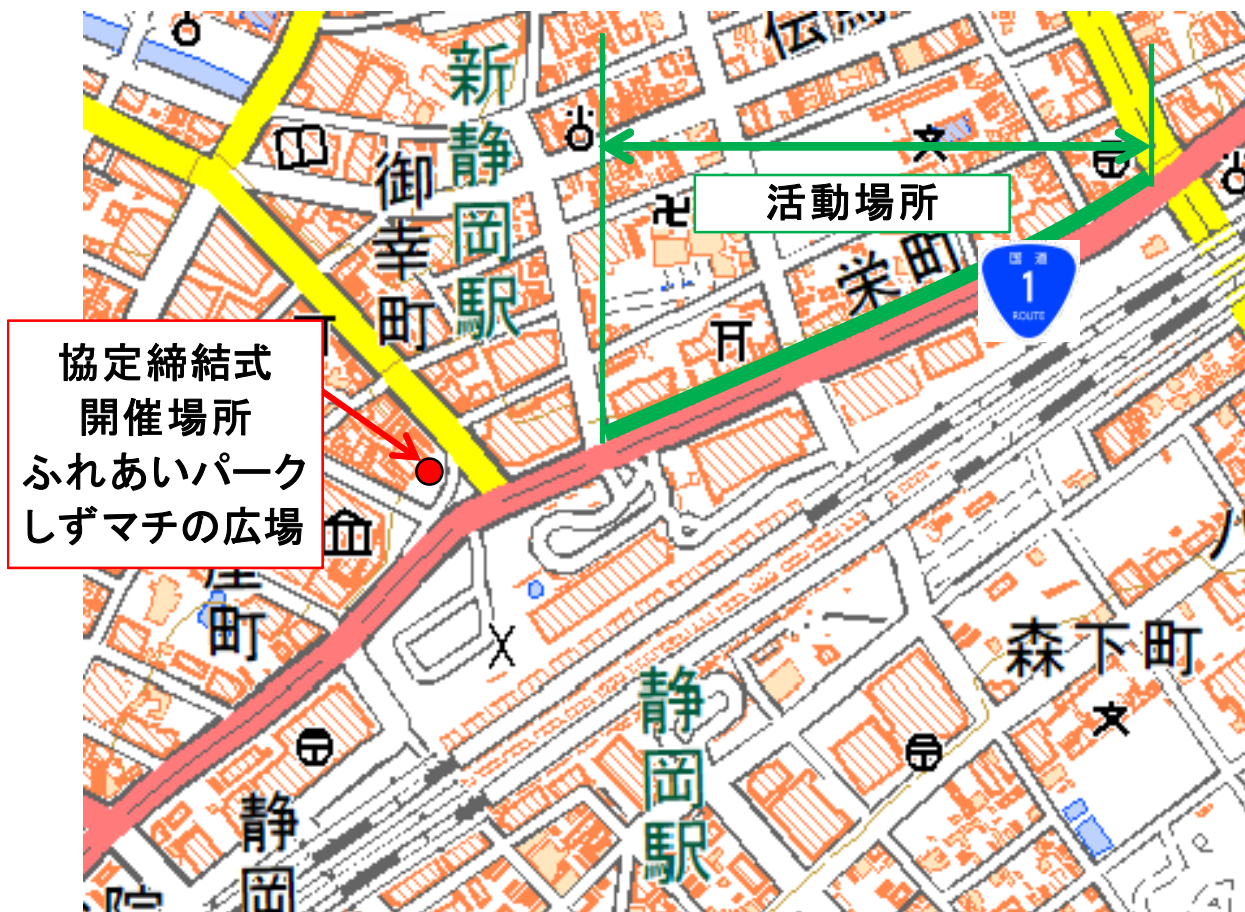 新静岡駅
御幸町
活動場所
栄町
国道
1
ROUTE
協定締結式
開催場所
ふれあいパーク
しずマチの広場
町
森下町
静岡駅
静岡
院